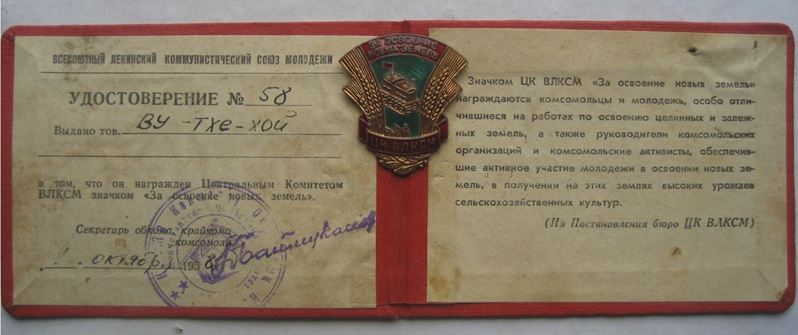 ВСЕСОЮЗНЫЙ ЛЕНИНСКИЙ КОММУНИСТИЧЕСКИЙ СОЮЗ МОЛОДЕЖИ
УДОСТОВЕРЕНИЕ № 58
Выдано тов. ВУ-ТХЕ-ХОЙ
в том, что он награжден Центральным Комитетом
ВЛКСМ значком «За освоение новых земель».
Секретарь обкома, крайкома
комсомола
1 октября 1958
ЗА ОСВОЕНИЕ
НОВЫХ ЗЕМЕЛЬ
ЦК ВЛКСМ
Значком ЦК ВЛКСМ «За освоение новых земель»
награждаются комсомольцы и молодежь, особо отли-
чившиеся на работах по освоению целинных и залеж-
ных земель, а также руководители комсомольских
организаций и комсомольские активисты, обеспечив-
шие активное участие молодежи в освоении новых зе-
мель, в получении на этих землях высоких урожаев
сельскохозяйственных культур.
(Из Постановления бюро ЦК ВЛКСМ)